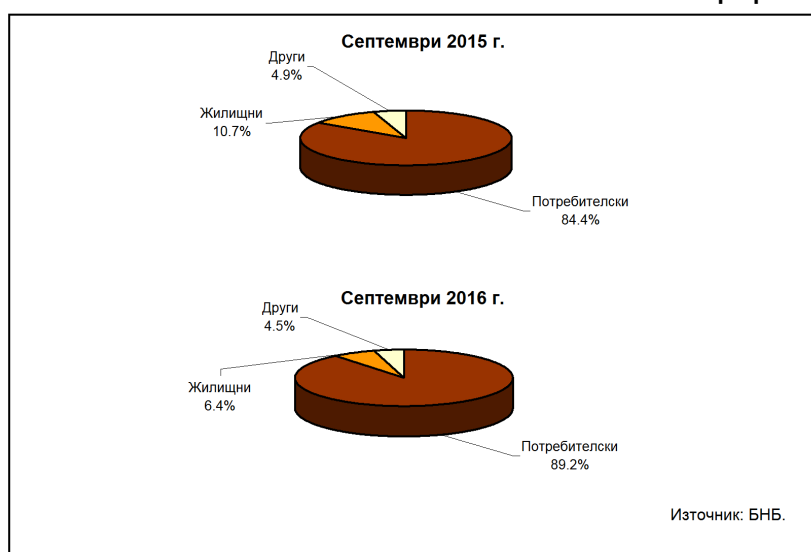 Септември 2015 г.
Други
4.9%
Жилищни
10.7%
Потребителски
84.4%
Септември 2016 г.
Други
4.5%
Жилищни
6.4%
Потребителски
89.2%
Източник: БНБ.